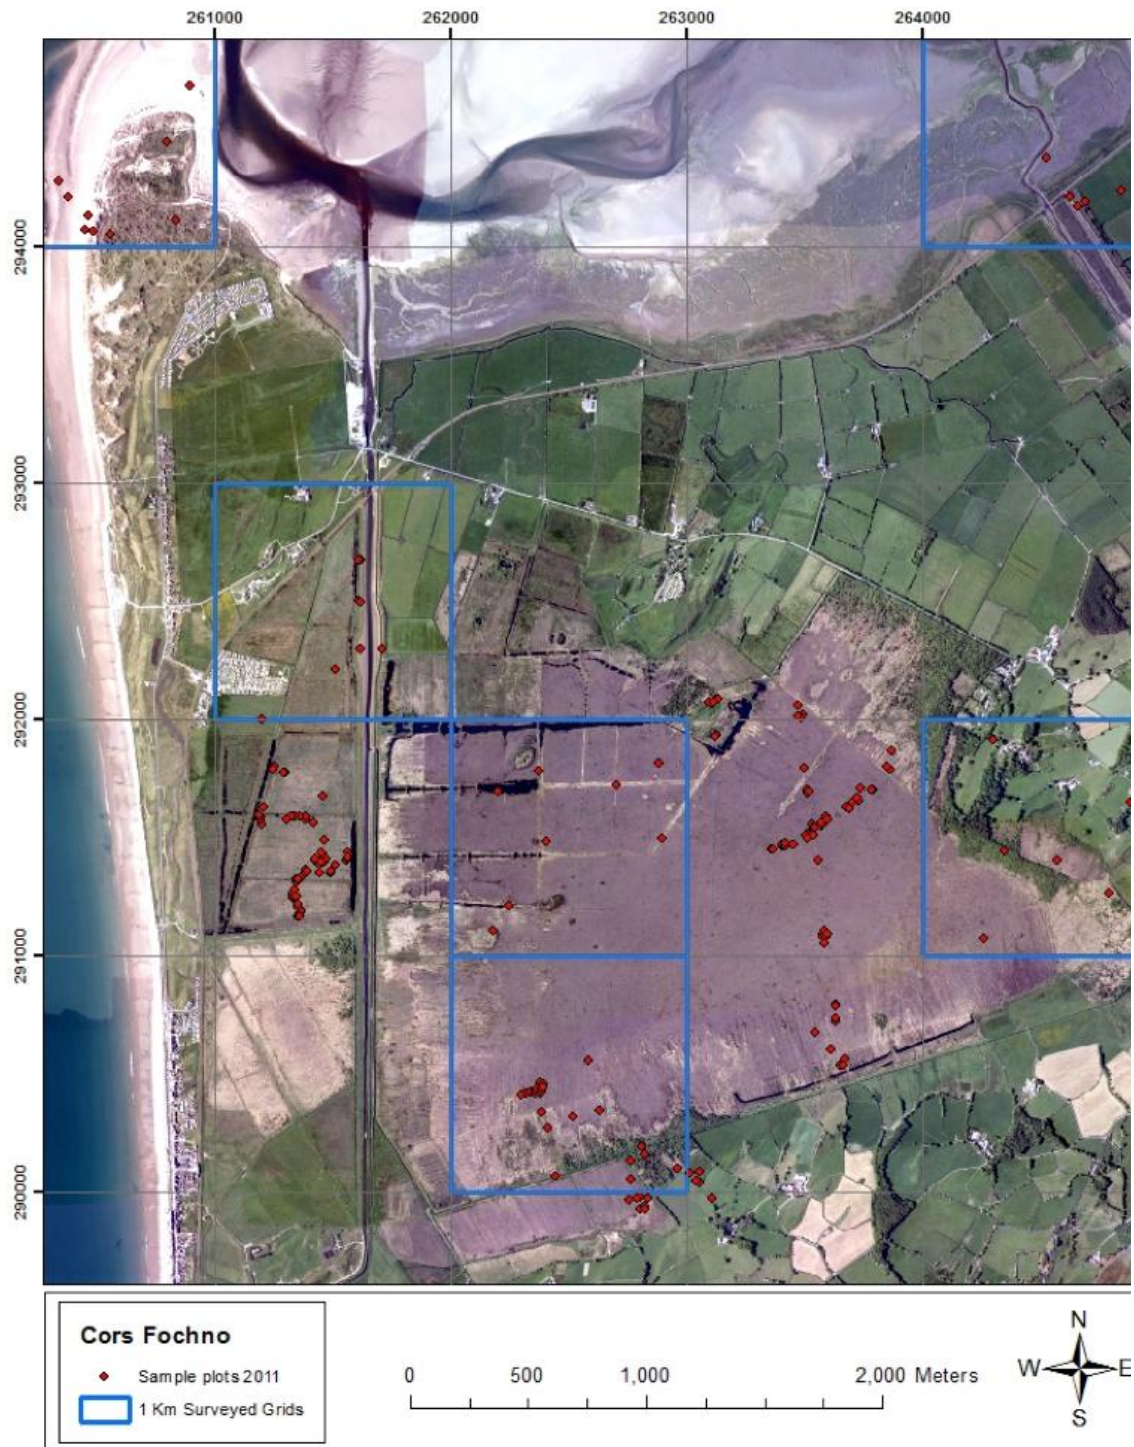 261000 262000 263000 264000
294000
293000
292000
291000
290000
Cors Fochno
Sample plots 2011
1 Km Surveyed Grids
0 500 1,000 2,000 Meters
N
W E
S